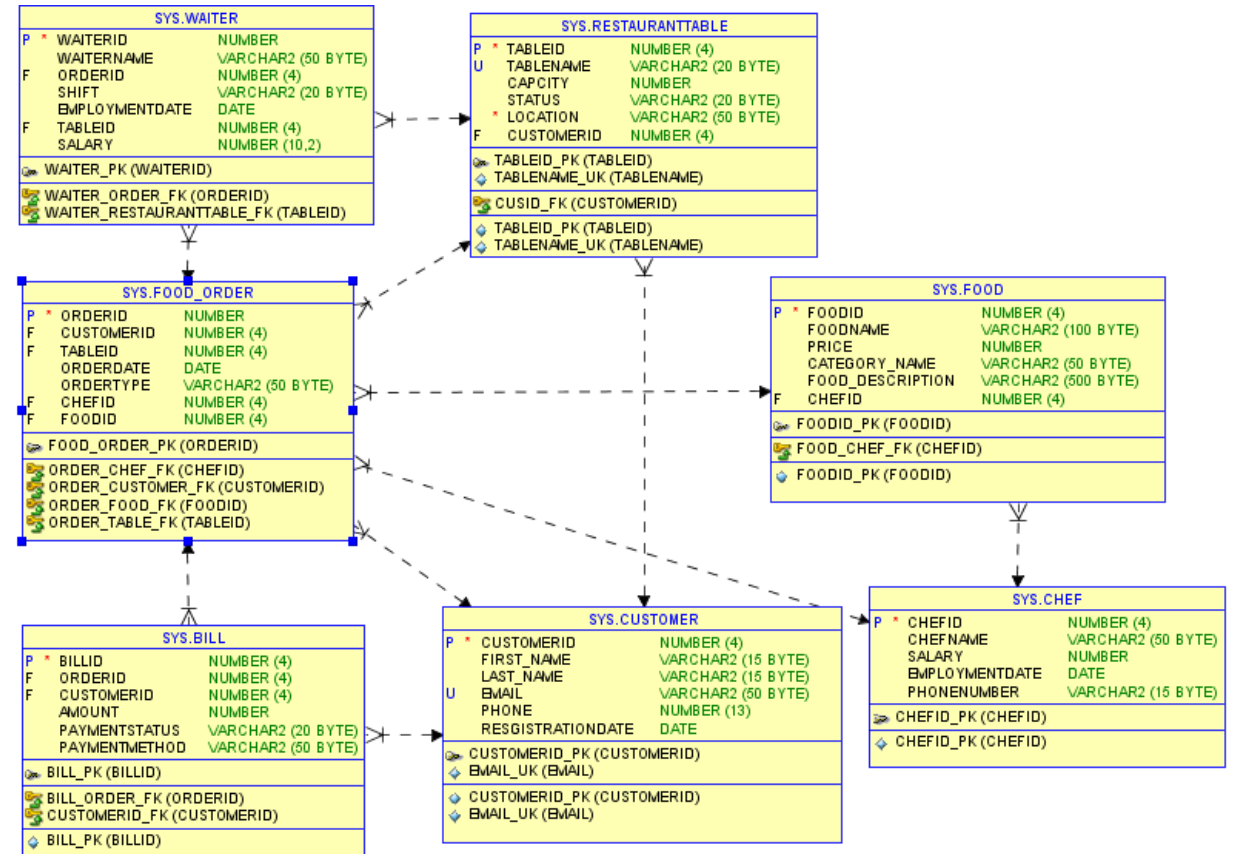 SYS.WAITER
P * WAITERID NUMBER
WAITERNAME VARCHAR2 (50 BYTE)
F ORDERID NUMBER (4)
SHIFT VARCHAR2 (20 BYTE)
EMPLOYMENTDATE DATE
F TABLEID NUMBER (4)
SALARY NUMBER (10,2)
WAITER_PK (WAITERID)
WAITER_ORDER_FK (ORDERID)
WAITER_RESTAURANTTABLE_FK (TABLEID)
SYS.RESTAURANTTABLE
P * TABLEID NUMBER (4)
U TABLENAME VARCHAR2 (20 BYTE)
CAPCITY NUMBER
STATUS VARCHAR2 (20 BYTE)
* LOCATION VARCHAR2 (50 BYTE)
F CUSTOMERID NUMBER (4)
TABLEID_PK (TABLEID)
TABLENAME_UK (TABLENAME)
CUSID_FK (CUSTOMERID)
TABLEID_PK (TABLEID)
TABLENAME_UK (TABLENAME)
SYS.FOOD_ORDER
P * ORDERID NUMBER
F CUSTOMERID NUMBER (4)
F TABLEID NUMBER (4)
ORDERDATE DATE
ORDERTYPE VARCHAR2 (50 BYTE)
F CHEFID NUMBER (4)
F FOODID NUMBER (4)
FOOD_ORDER_PK (ORDERID)
ORDER_CHEF_FK (CHEFID)
ORDER_CUSTOMER_FK (CUSTOMERID)
ORDER_FOOD_FK (FOODID)
ORDER_TABLE_FK (TABLEID)
SYS.FOOD
P * FOODID NUMBER (4)
FOODNAME VARCHAR2 (100 BYTE)
PRICE NUMBER
CATEGORY_NAME VARCHAR2 (50 BYTE)
FOOD_DESCRIPTION VARCHAR2 (500 BYTE)
F CHEFID NUMBER (4)
FOODID_PK (FOODID)
FOOD_CHEF_FK (CHEFID)
FOODID_PK (FOODID)
SYS.BILL
P * BILLID NUMBER (4)
F ORDERID NUMBER (4)
F CUSTOMERID NUMBER (4)
AMOUNT NUMBER
PAYMENTSTATUS VARCHAR2 (20 BYTE)
PAYMENTMETHOD VARCHAR2 (50 BYTE)
BILL_PK (BILLID)
BILL_ORDER_FK (ORDERID)
CUSTOMERID_FK (CUSTOMERID)
BILL_PK (BILLID)
SYS.CUSTOMER
P * CUSTOMERID NUMBER (4)
FIRST_NAME VARCHAR2 (15 BYTE)
LAST_NAME VARCHAR2 (15 BYTE)
U EMAIL VARCHAR2 (50 BYTE)
PHONE NUMBER (13)
RESGISTRATIONDATE DATE
CUSTOMERID_PK (CUSTOMERID)
EMAIL_UK (EMAIL)
CUSTOMERID_PK (CUSTOMERID)
EMAIL_UK (EMAIL)
SYS.CHEF
P * CHEFID NUMBER (4)
CHEFNAME VARCHAR2 (50 BYTE)
SALARY NUMBER
EMPLOYMENTDATE DATE
PHONENUMBER VARCHAR2 (15 BYTE)
CHEFID_PK (CHEFID)
CHEFID_PK (CHEFID)